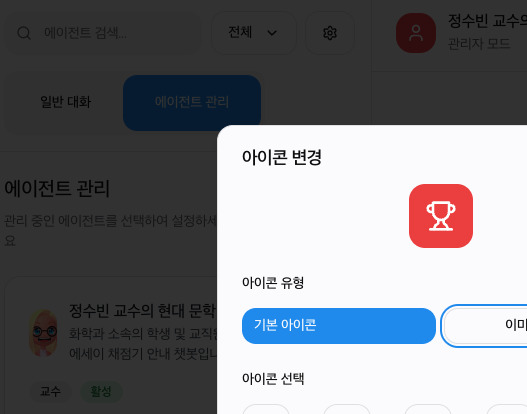 에이전트 검색...
전체
정수빈 교수
관리자 모드
일반 대화
에이전트 관리
아이콘 변경
에이전트 관리
관리 중인 에이전트를 선택하여 설정하세
요
아이콘 유형
정수빈 교수의 현대 문학
기본 아이콘
이미
화학과 소속의 학생 및 교직원
에세이 채점기 안내 챗봇입니
아이콘 선택
교수
활성